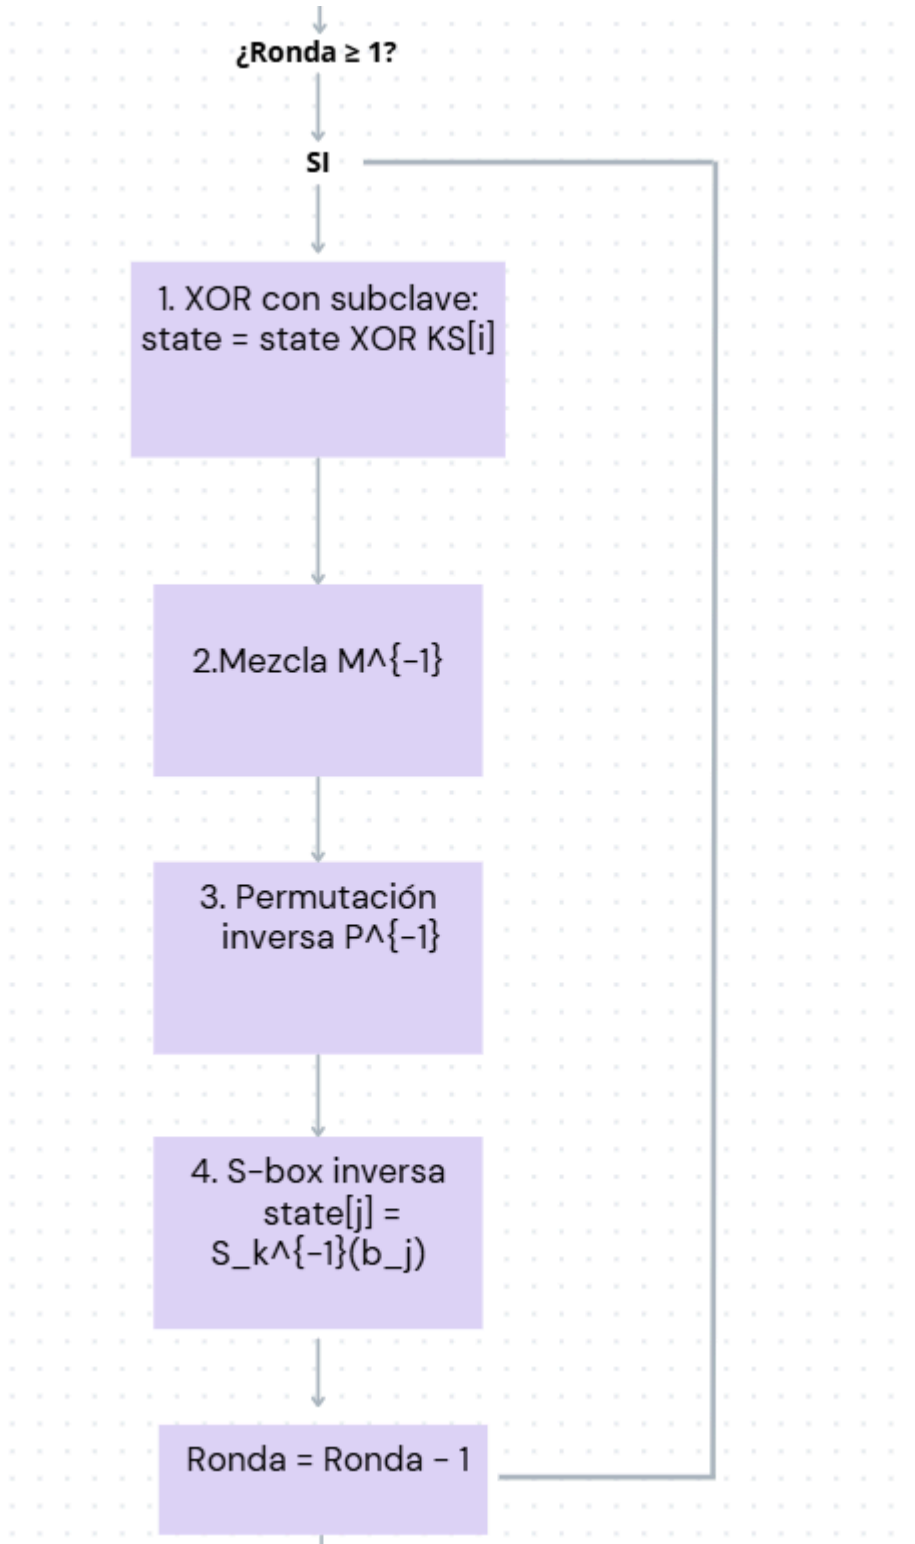 ¿Ronda ≥ 1?
SI
1. XOR con subclave:
state = state XOR KS[i]
2.Mezcla M^{-1}
3. Permutación
inversa P^{-1}
4. S-box inversa
state[j] =
S_k^{-1}(b_j)
Ronda = Ronda - 1